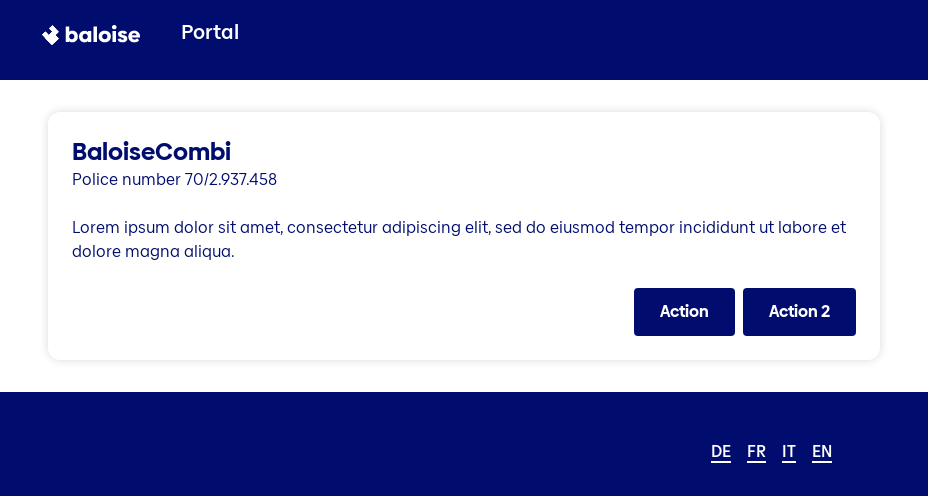 baloise Portal
BaloiseCombi
Police number 70/2.937.458
Lorem ipsum dolor sit amet, consectetur adipiscing elit, sed do eiusmod tempor incididunt ut labore et
dolore magna aliqua.
Action Action 2
DE FR IT EN